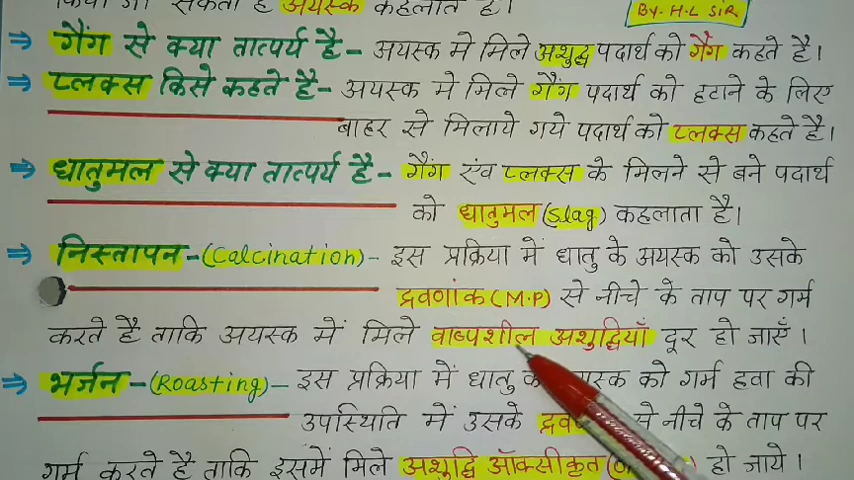 किया जा सकता है अयस्क कहलाते है।
By. H.L SIR
⇒ गैंग से क्या तात्पर्य है- अयस्क मे मिले अशुद्ध पदार्थ को गैंग कहते है।
⇒ फ्लक्स किसे कहते है- अयस्क मे मिले गैंग पदार्थ को हटाने के लिए
बाहर से मिलाये गये पदार्थ को फ्लक्स कहते है।
⇒ धातुमल से क्या तात्पर्य है- गैंग एंव फ्लक्स के मिलने से बने पदार्थ
को धातुमल (Slag) कहलाता है।
⇒ निस्तापन-(Calcination)- इस प्रक्रिया में धातु के अयस्क को उसके
द्रवणांक (M.P) से नीचे के ताप पर गर्म
करते है ताकि अयस्क में मिले वाष्पशील अशुद्धियाँ दूर हो जाएँ।
⇒ भर्जन-(Roasting)- इस प्रक्रिया में धातु को गर्म हवा की
उपस्थिति में उसके से नीचे के ताप पर
गर्म करते है ताकि इसमें मिले अशुद्धि ऑक्सीकृत हो जाये।